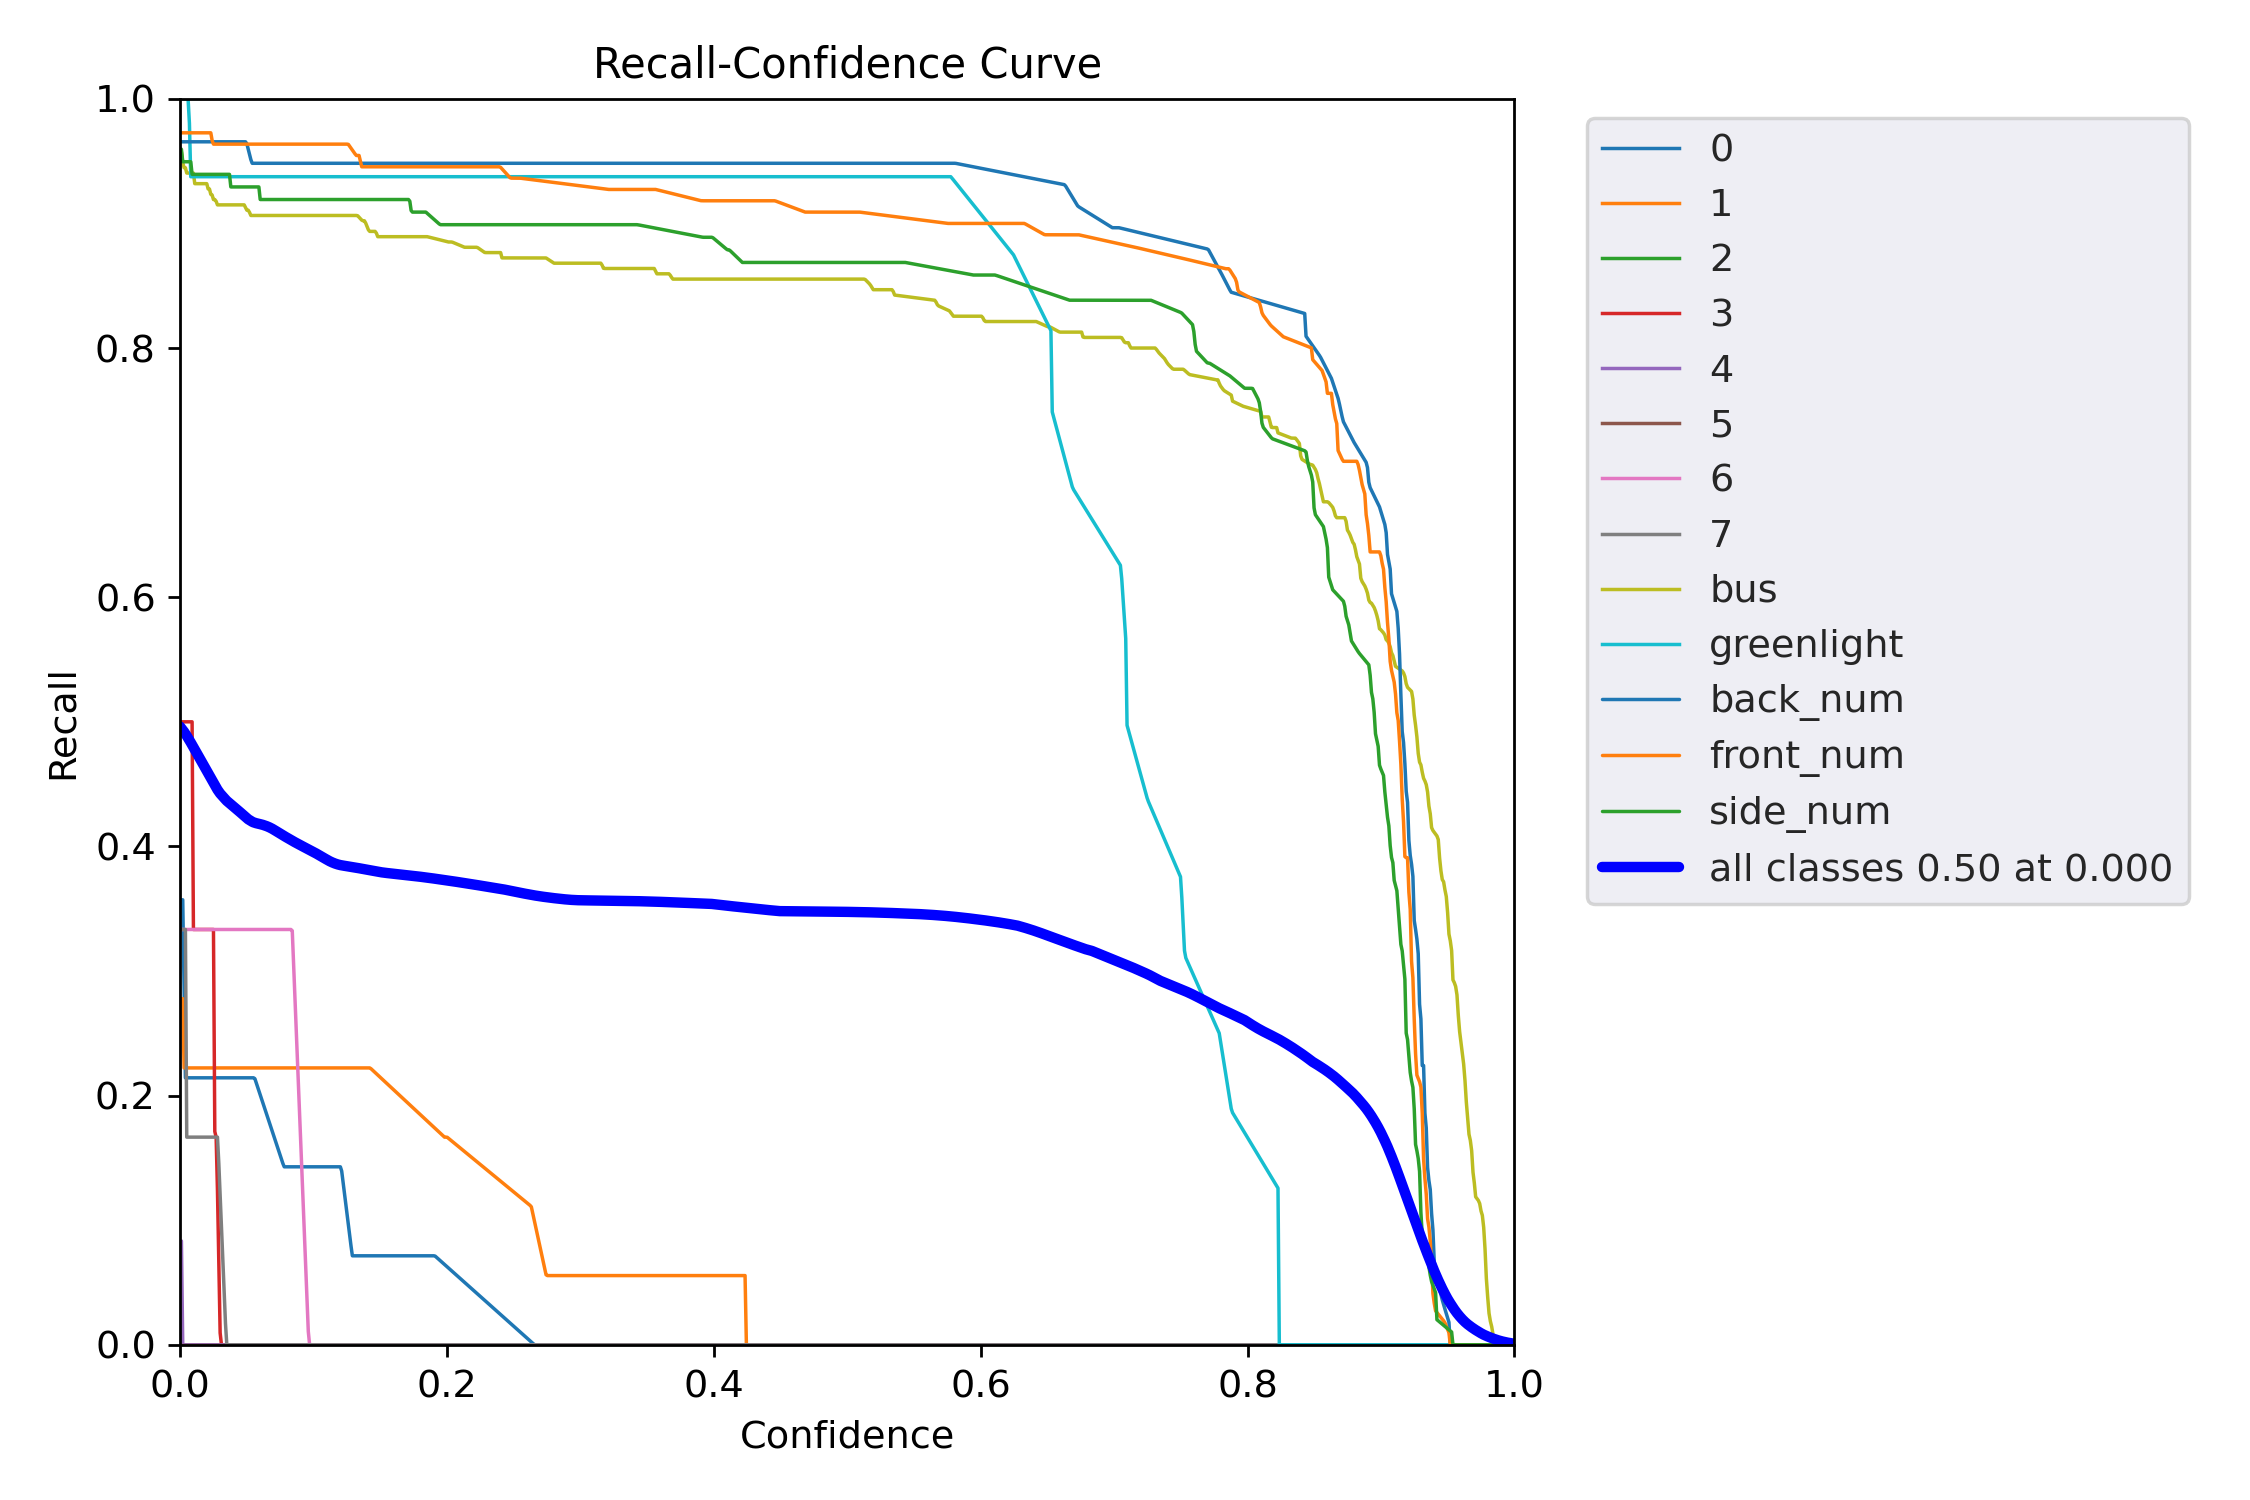 Recall-Confidence Curve
1.0
0.8
0.6
0.4
0.2
0.0
Recall
0.0 0.2 0.4 0.6 0.8 1.0
Confidence
0
1
2
3
4
5
6
7
bus
greenlight
back_num
front_num
side_num
all classes 0.50 at 0.000